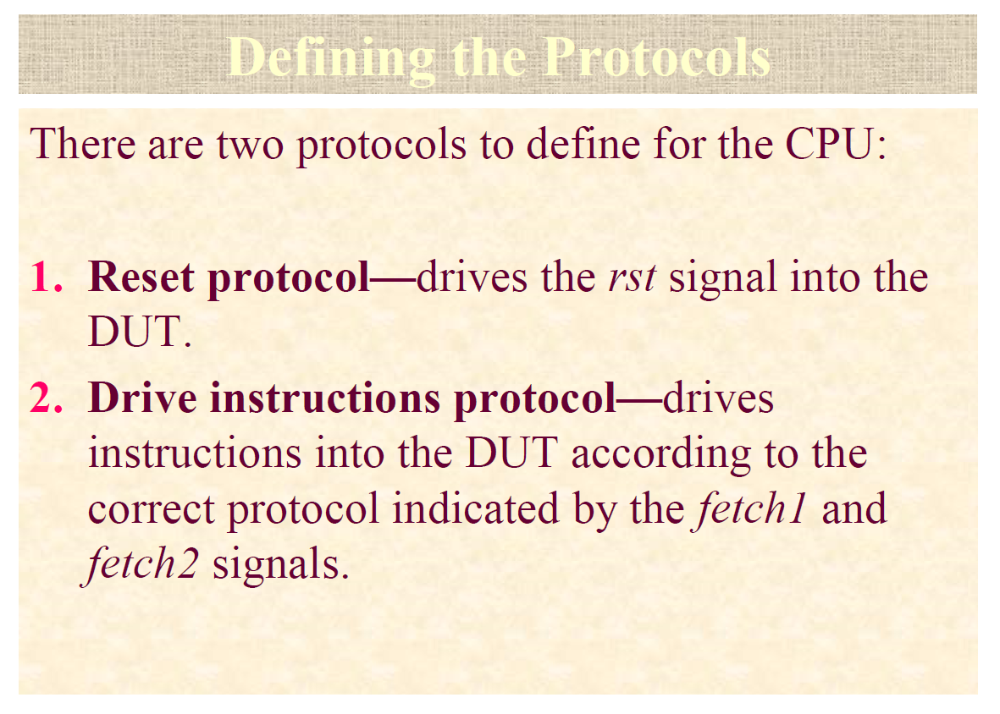 Defining the Protocols
There are two protocols to define for the CPU:
1. Reset protocol—drives the rst signal into the
DUT.
2. Drive instructions protocol—drives
instructions into the DUT according to the
correct protocol indicated by the fetch1 and
fetch2 signals.